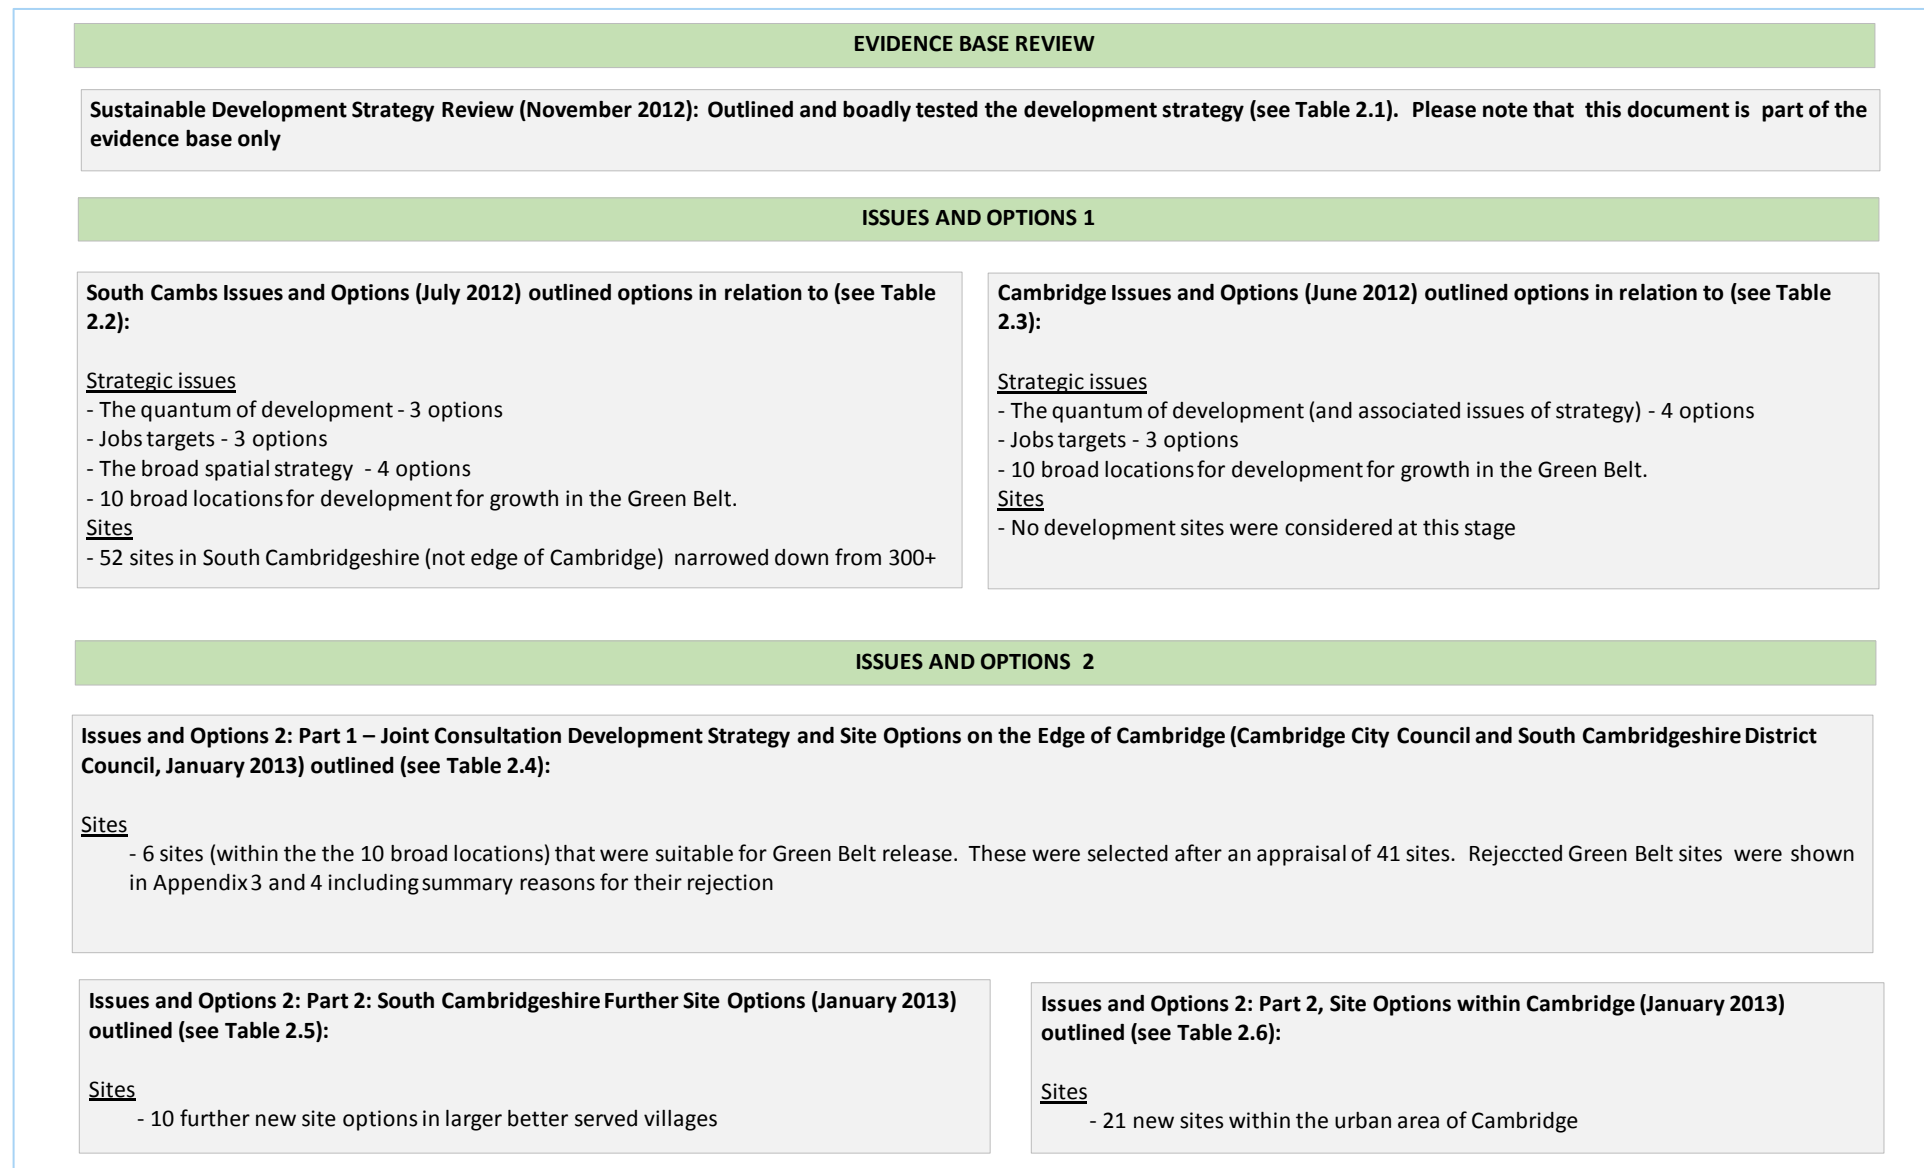 EVIDENCE BASE REVIEW
Sustainable Development Strategy Review (November 2012): Outlined and boadly tested the development strategy (see Table 2.1). Please note that this document is part of the
evidence base only
ISSUES AND OPTIONS 1
South Cambs Issues and Options (July 2012) outlined options in relation to (see Table
2.2):
Strategic issues
- The quantum of development - 3 options
- Jobs targets - 3 options
- The broad spatial strategy - 4 options
- 10 broad locations for development for growth in the Green Belt.
Sites
- 52 sites in South Cambridgeshire (not edge of Cambridge) narrowed down from 300+
Cambridge Issues and Options (June 2012) outlined options in relation to (see Table
2.3):
Strategic issues
- The quantum of development (and associated issues of strategy) - 4 options
- Jobs targets - 3 options
- 10 broad locations for development for growth in the Green Belt.
Sites
- No development sites were considered at this stage
ISSUES AND OPTIONS 2
Issues and Options 2: Part 1 – Joint Consultation Development Strategy and Site Options on the Edge of Cambridge (Cambridge City Council and South Cambridgeshire District
Council, January 2013) outlined (see Table 2.4):
Sites
- 6 sites (within the the 10 broad locations) that were suitable for Green Belt release. These were selected after an appraisal of 41 sites. Rejeccted Green Belt sites were shown
in Appendix 3 and 4 including summary reasons for their rejection
Issues and Options 2: Part 2: South Cambridgeshire Further Site Options (January 2013)
outlined (see Table 2.5):
Sites
- 10 further new site options in larger better served villages
Issues and Options 2: Part 2, Site Options within Cambridge (January 2013)
outlined (see Table 2.6):
Sites
- 21 new sites within the urban area of Cambridge